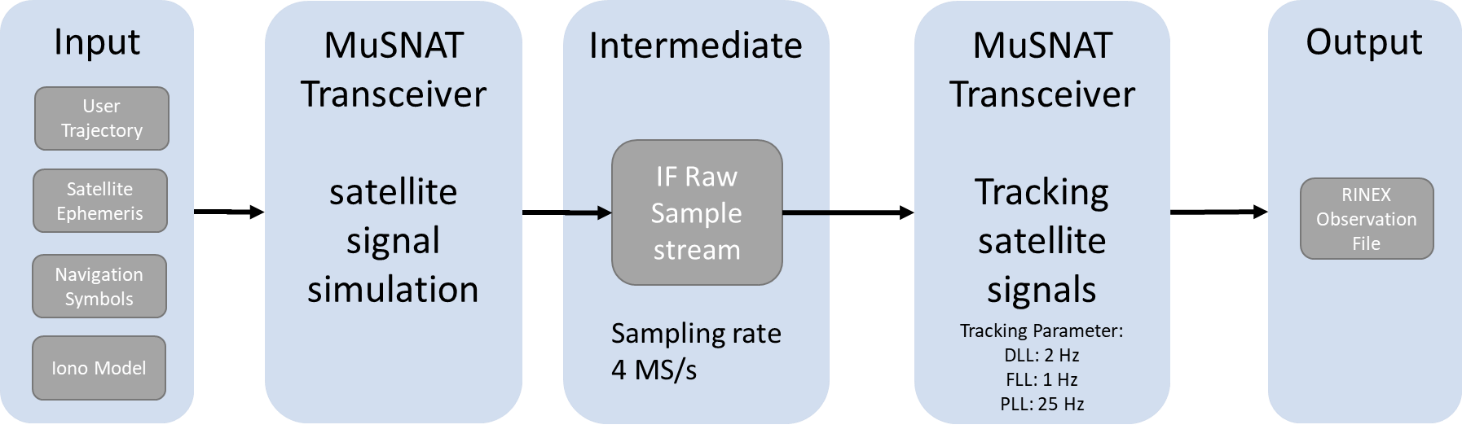 Input
User
Trajectory
Satellite
Ephemeris
Navigation
Symbols
Iono Model
MuSNAT
Transceiver
satellite
signal
simulation
Intermediate
IF Raw
Sample
stream
Sampling rate
4 MS/s
MuSNAT
Transceiver
Tracking
satellite
signals
Tracking Parameter:
DLL: 2 Hz
FLL: 1 Hz
PLL: 25 Hz
Output
RINEX
Observation
File